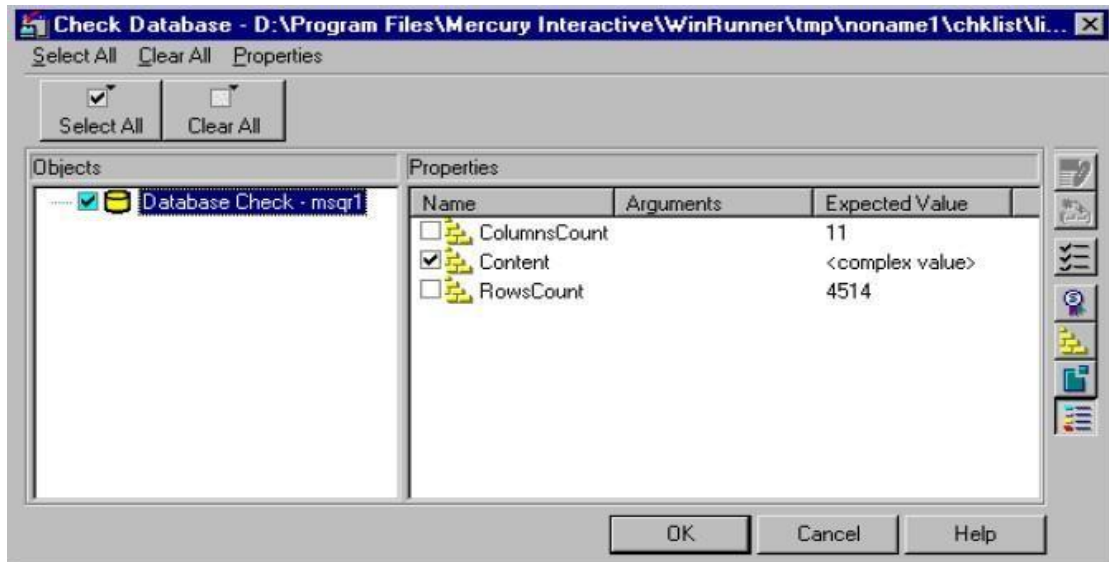 Check Database - D:\Program Files\Mercury Interactive\WinRunner\tmp\noname1\chklist\li...
Select All Clear All Properties
Select All Clear All
Objects
Database Check - msqr1
Properties
Name Arguments Expected Value
ColumnsCount 11
Content <complex value>
RowsCount 4514
OK Cancel Help